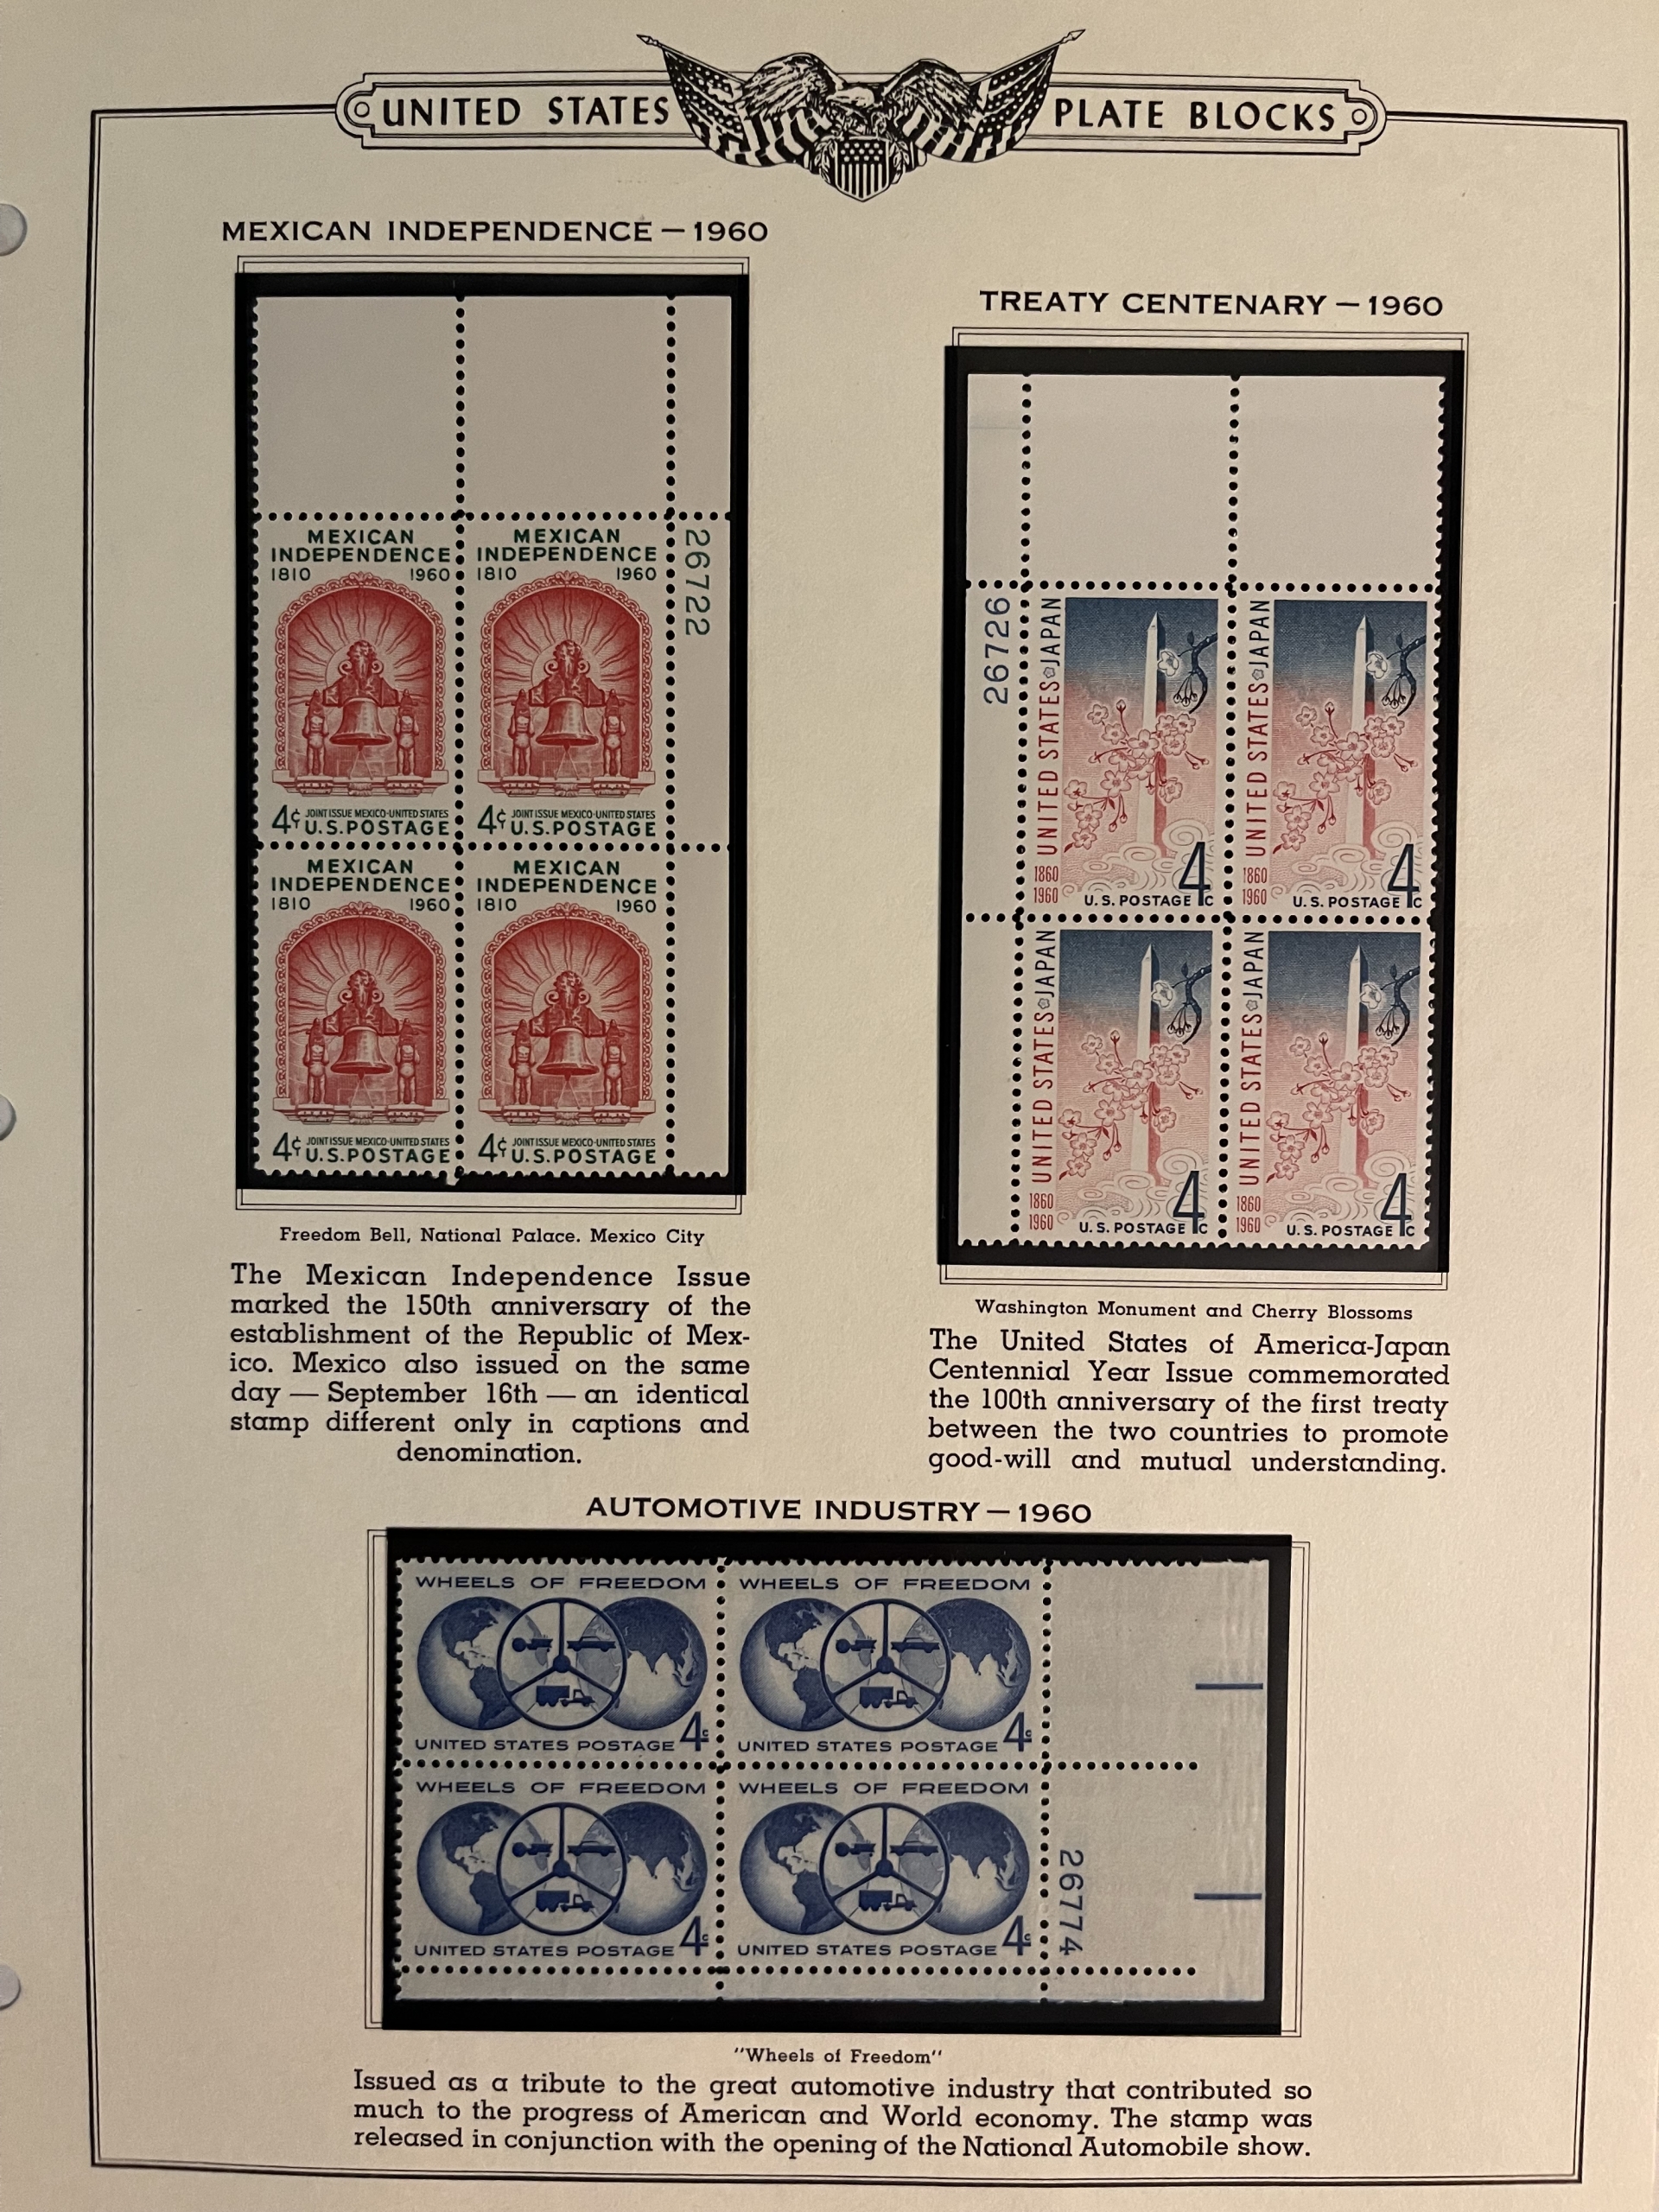 UNITED STATES PLATE BLOCKS
MEXICAN INDEPENDENCE — 1960
MEXICAN INDEPENDENCE
1810 1960
4¢ JOINT ISSUE MEXICO-UNITED STATES
U.S. POSTAGE
MEXICAN INDEPENDENCE
1810 1960
4¢ JOINT ISSUE MEXICO-UNITED STATES
U.S. POSTAGE
26722
MEXICAN INDEPENDENCE
1810 1960
4¢ JOINT ISSUE MEXICO-UNITED STATES
U.S. POSTAGE
MEXICAN INDEPENDENCE
1810 1960
4¢ JOINT ISSUE MEXICO-UNITED STATES
U.S. POSTAGE
Freedom Bell, National Palace. Mexico City
The Mexican Independence Issue
marked the 150th anniversary of the
establishment of the Republic of Mex-
ico. Mexico also issued on the same
day — September 16th — an identical
stamp different only in captions and
denomination.
TREATY CENTENARY — 1960
26726
UNITED STATES JAPAN
1860
1960
U.S. POSTAGE 4c
UNITED STATES JAPAN
1860
1960
U.S. POSTAGE 4c
UNITED STATES JAPAN
1860
1960
U.S. POSTAGE 4c
UNITED STATES JAPAN
1860
1960
U.S. POSTAGE 4c
Washington Monument and Cherry Blossoms
The United States of America-Japan
Centennial Year Issue commemorated
the 100th anniversary of the first treaty
between the two countries to promote
good-will and mutual understanding.
AUTOMOTIVE INDUSTRY — 1960
WHEELS OF FREEDOM
UNITED STATES POSTAGE 4c
WHEELS OF FREEDOM
UNITED STATES POSTAGE 4c
WHEELS OF FREEDOM
UNITED STATES POSTAGE 4c
WHEELS OF FREEDOM
UNITED STATES POSTAGE 4c
26774
"Wheels of Freedom"
Issued as a tribute to the great automotive industry that contributed so
much to the progress of American and World economy. The stamp was
released in conjunction with the opening of the National Automobile show.